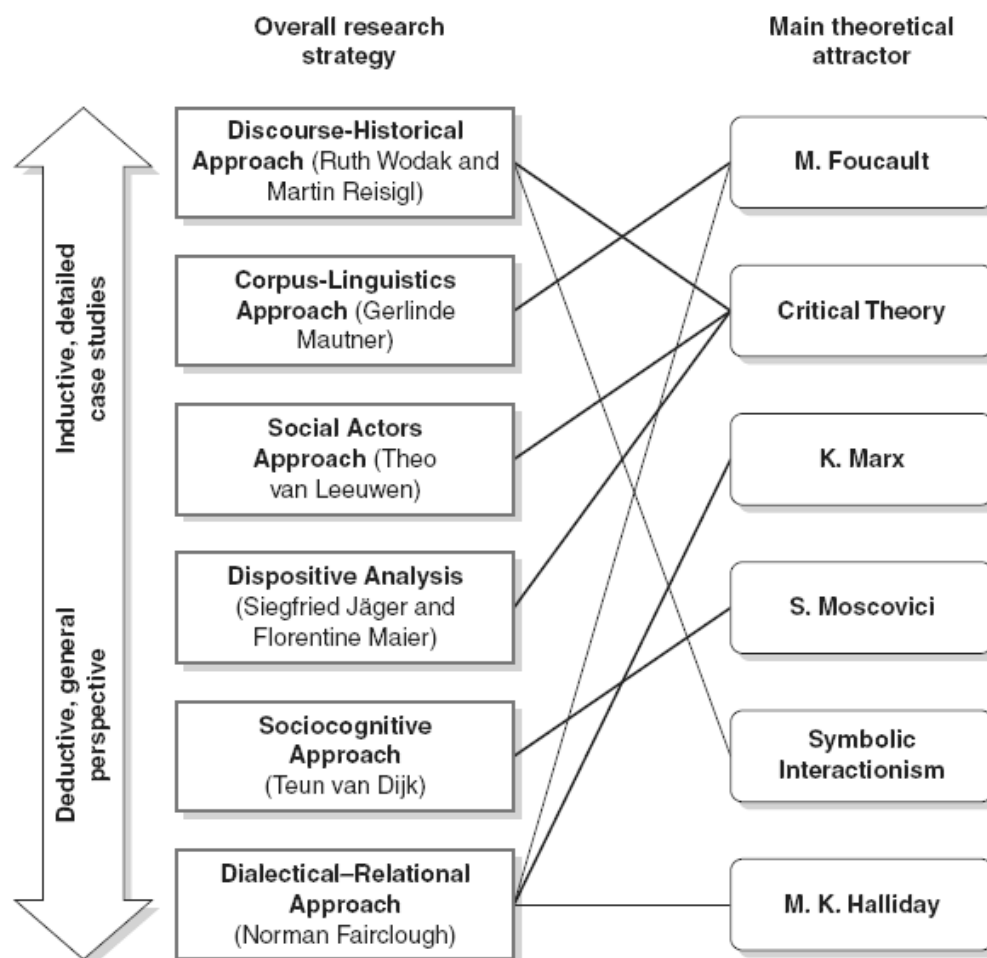 Overall research
strategy
Main theoretical
attractor
Inductive, detailed
case studies
Deductive, general
perspective
Discourse-Historical
Approach (Ruth Wodak and
Martin Reisigl)
Corpus-Linguistics
Approach (Gerlinde
Mautner)
Social Actors
Approach (Theo
van Leeuwen)
Dispositive Analysis
(Siegfried Jäger and
Florentine Maier)
Sociocognitive
Approach
(Teun van Dijk)
Dialectical–Relational
Approach
(Norman Fairclough)
M. Foucault
Critical Theory
K. Marx
S. Moscovici
Symbolic
Interactionism
M. K. Halliday